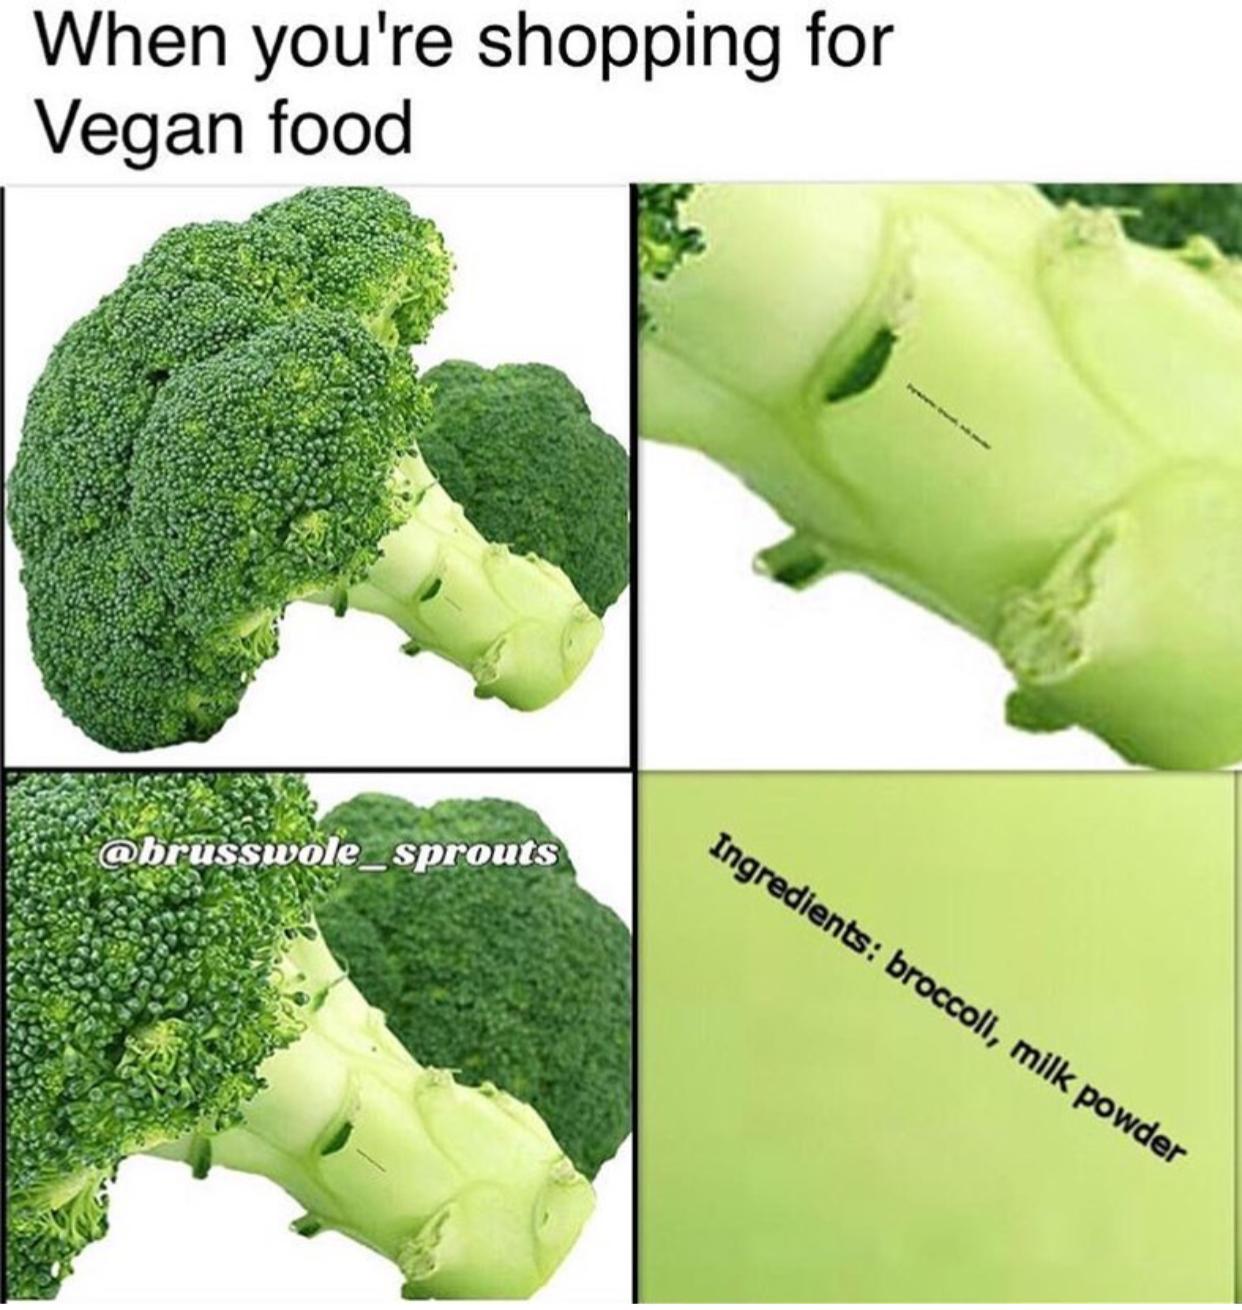 When you're shopping for
Vegan food
@brusswole_sprouts
Ingredients: broccoli, milk powder